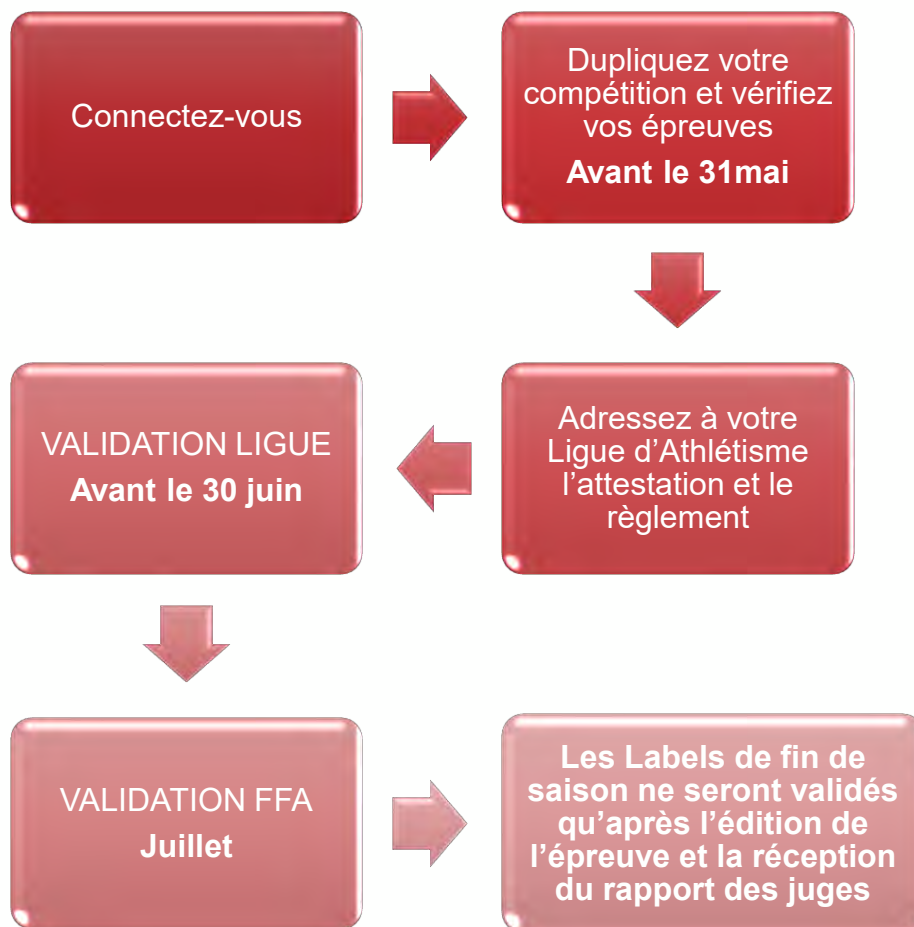 Connectez-vous
Dupliquez votre
compétition et vérifiez
vos épreuves
Avant le 31mai
Adressez à votre
Ligue d’Athlétisme
l’attestation et le
règlement
VALIDATION LIGUE
Avant le 30 juin
VALIDATION FFA
Juillet
Les Labels de fin de
saison ne seront validés
qu’après l’édition de
l’épreuve et la réception
du rapport des juges